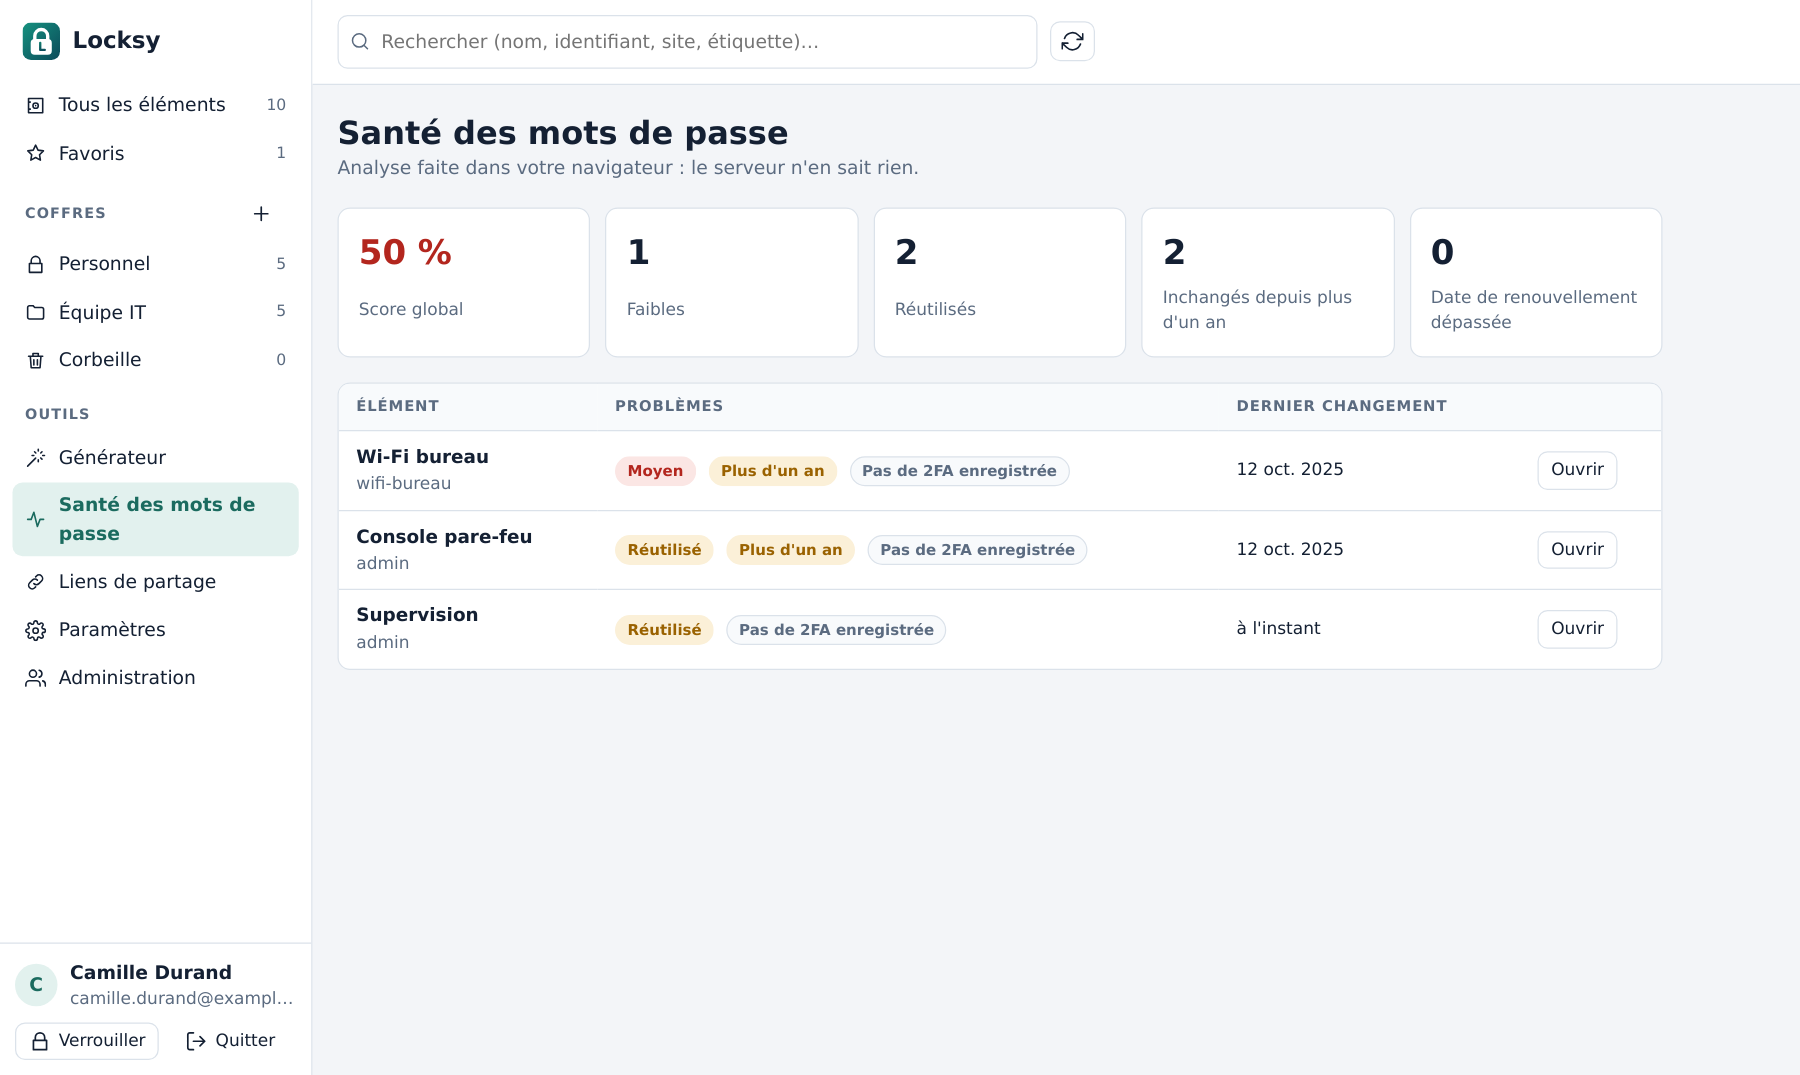 Locksy
Rechercher (nom, identifiant, site, étiquette)...
Tous les éléments 10
Favoris 1
COFFRES
Personnel 5
Équipe IT 5
Corbeille 0
OUTILS
Générateur
Santé des mots de
passe
Liens de partage
Paramètres
Administration
Camille Durand
camille.durand@exampl...
Verrouiller Quitter
Santé des mots de passe
Analyse faite dans votre navigateur : le serveur n'en sait rien.
50 %
Score global
1
Faibles
2
Réutilisés
2
Inchangés depuis plus
d'un an
0
Date de renouvellement
dépassée
ÉLÉMENT PROBLÈMES DERNIER CHANGEMENT
Wi-Fi bureau
wifi-bureau
Moyen Plus d'un an Pas de 2FA enregistrée 12 oct. 2025 Ouvrir
Console pare-feu
admin
Réutilisé Plus d'un an Pas de 2FA enregistrée 12 oct. 2025 Ouvrir
Supervision
admin
Réutilisé Pas de 2FA enregistrée à l'instant Ouvrir